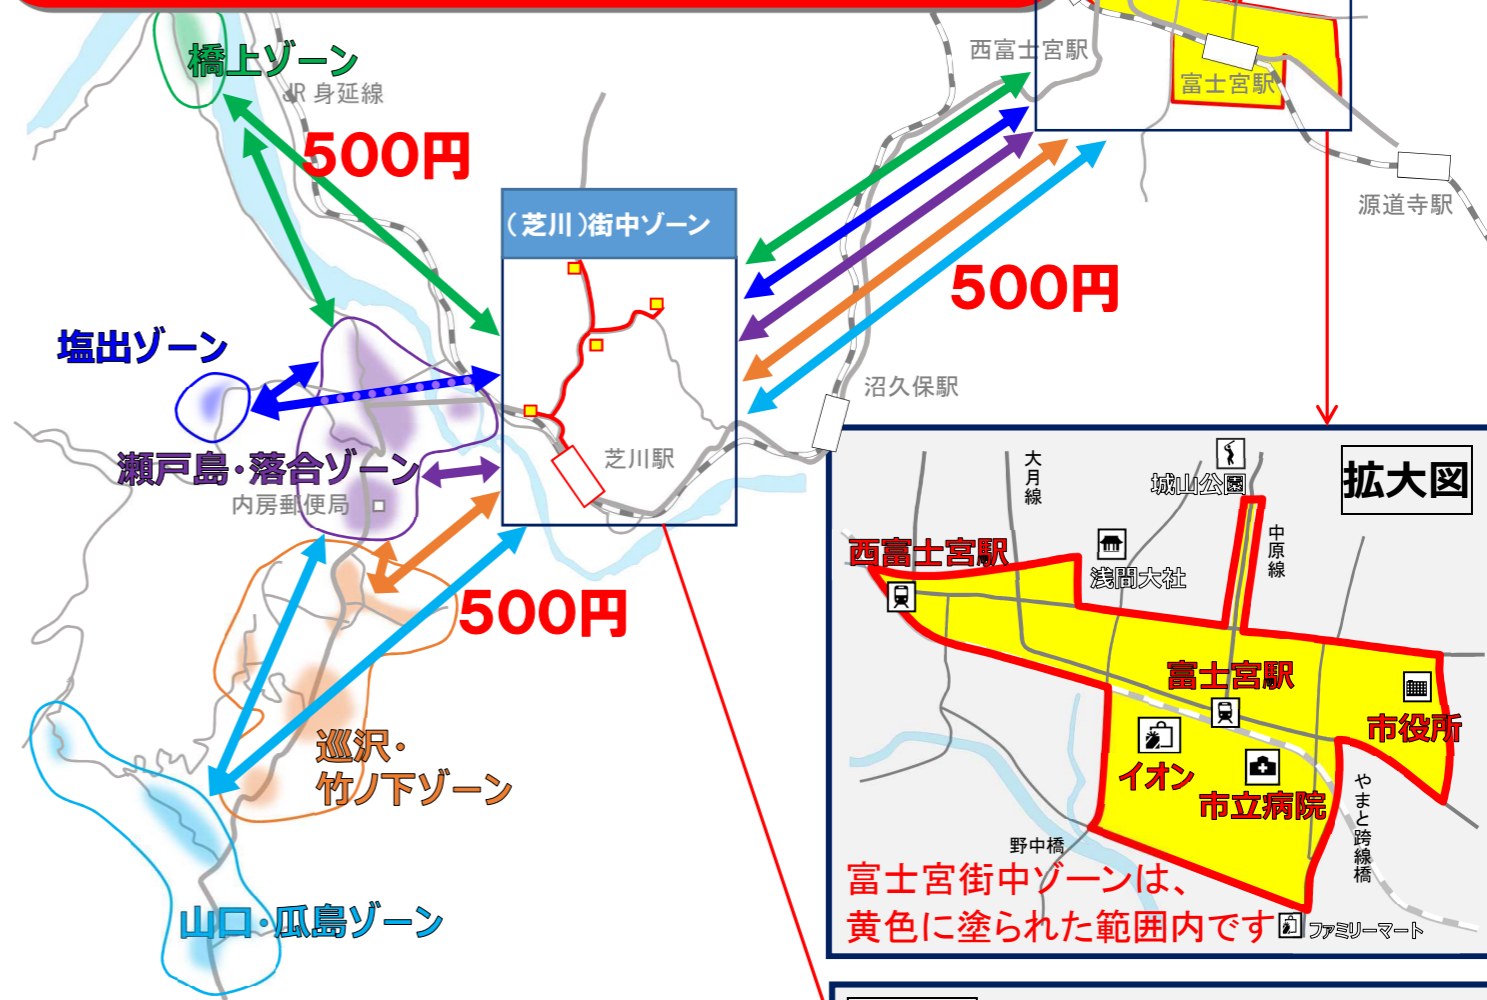 橋上ゾーン
JR 身延線
500円
西富士宮駅
富士宮駅
源道寺駅
(芝川)街中ゾーン
500円
塩出ゾーン
沼久保駅
芝川駅
瀬戸島・落合ゾーン
内房郵便局
500円
巡沢・
竹ノ下ゾーン
山口・瓜島ゾーン
拡大図
大月線
城山公園
中原線
西富士宮駅
浅間大社
富士宮駅
市役所
イオン
市立病院
やまと跨線橋
野中橋
富士宮街中ゾーンは、
黄色に塗られた範囲内です
ファミリーマート